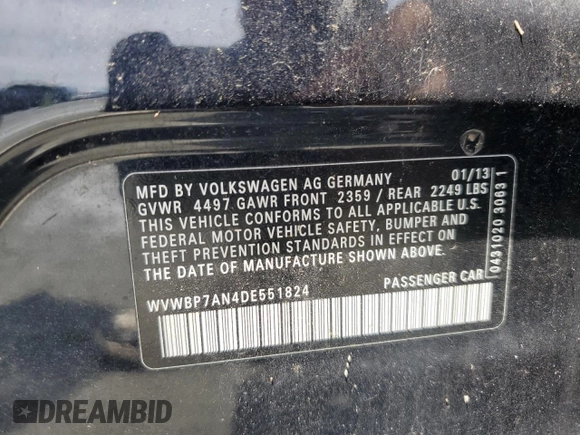 MFD BY VOLKSWAGEN AG GERMANY 01/13
GVWR 4497 GAWR FRONT 2359 / REAR 2249 LBS
THIS VEHICLE CONFORMS TO ALL APPLICABLE U.S.
FEDERAL MOTOR VEHICLE SAFETY, BUMPER AND
THEFT PREVENTION STANDARDS IN EFFECT ON
THE DATE OF MANUFACTURE SHOWN ABOVE.
WVWBP7AN4DE551824 PASSENGER CAR
0431020 3063 1
DREAMBID